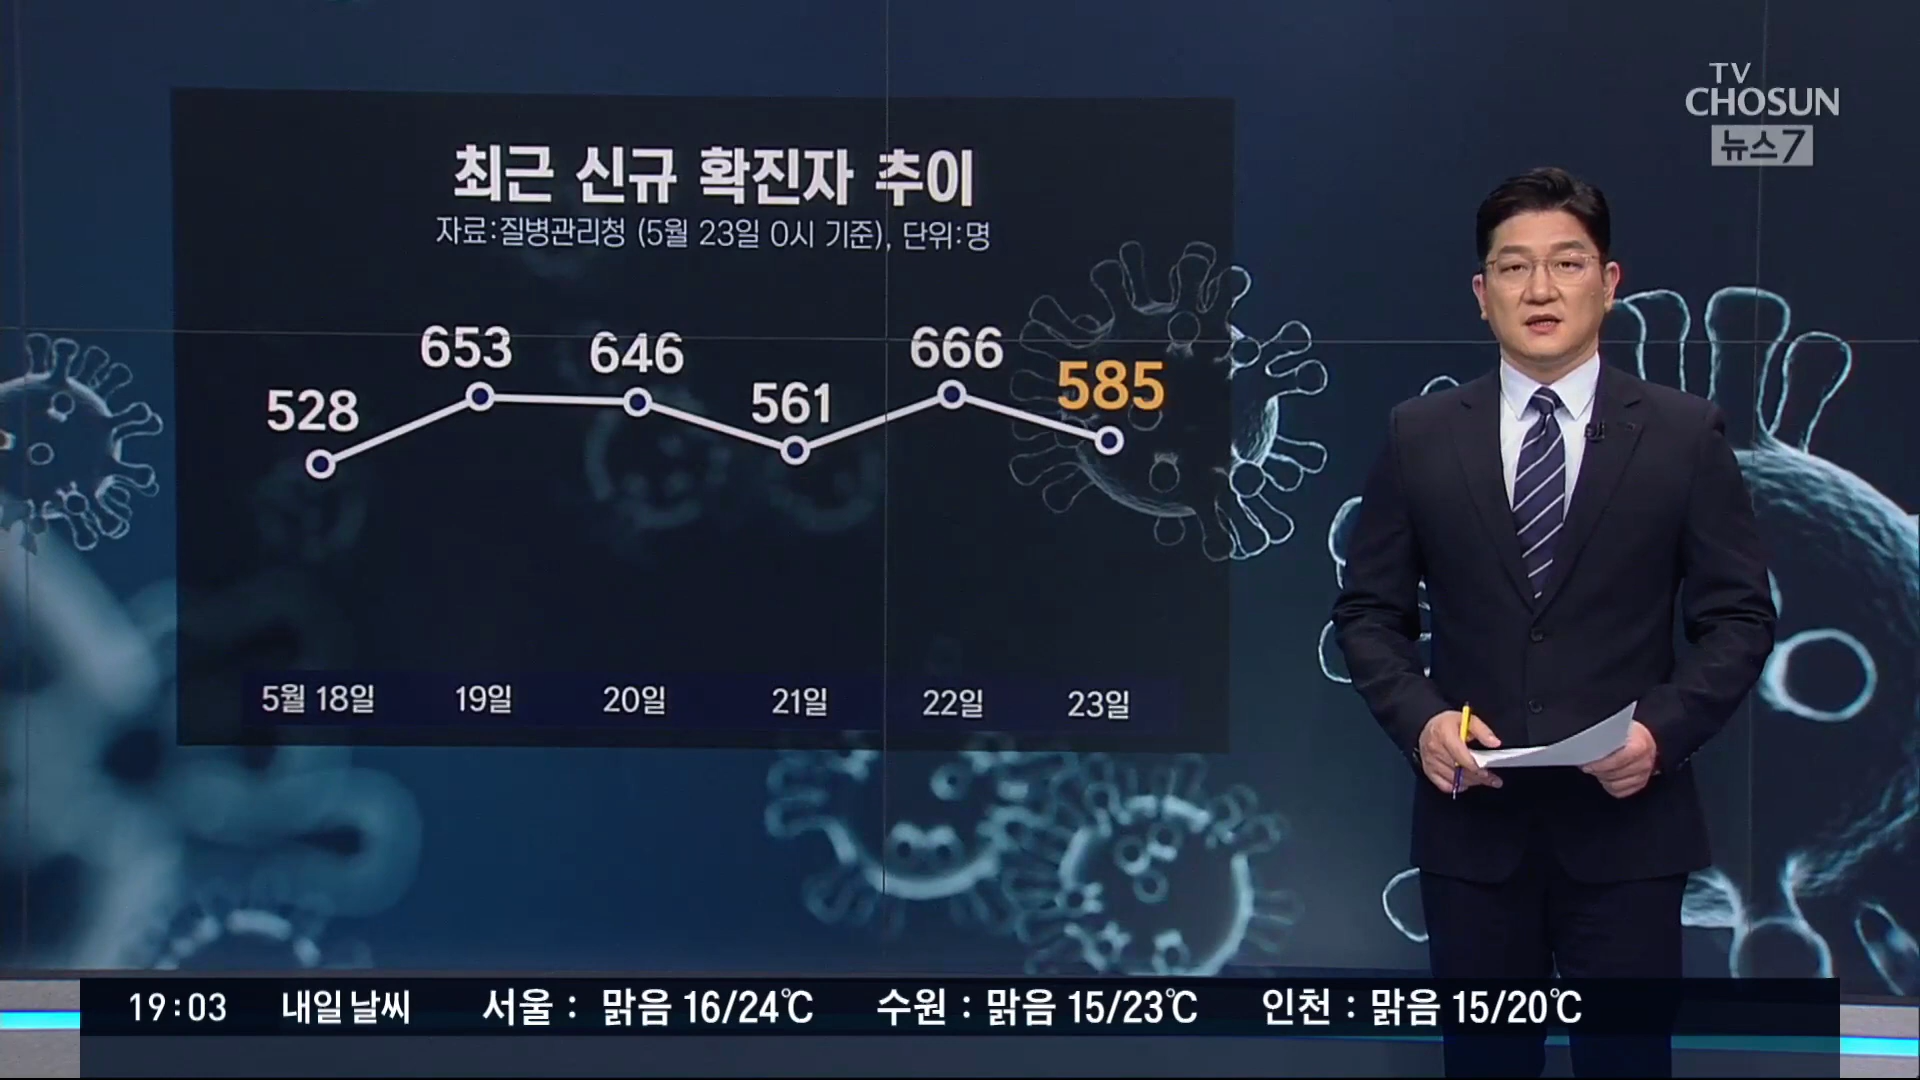 최근 신규 확진자 추이
자료:질병관리청 (5월 23일 0시 기준), 단위:명
528 653 646 561 666 585
5월 18일 19일 20일 21일 22일 23일
TV
CHOSUN
뉴스7
19:03 내일 날씨 서울 : 맑음 16/24℃ 수원 : 맑음 15/23℃ 인천 : 맑음 15/20℃